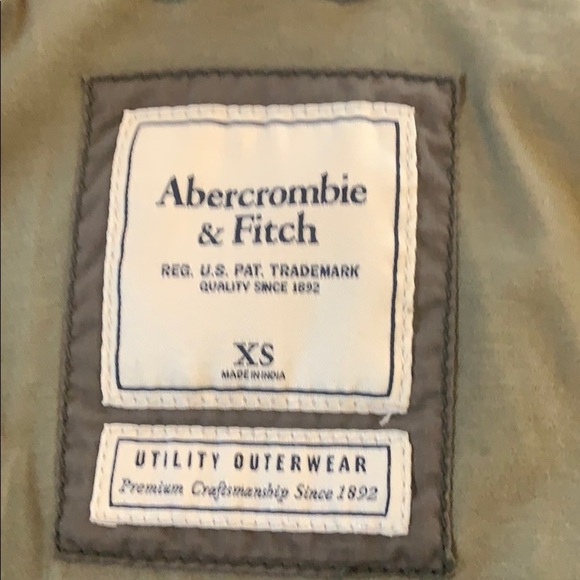 Abercrombie
& Fitch
REG. U.S. PAT. TRADEMARK
QUALITY SINCE 1892
XS
MADE IN INDIA
UTILITY OUTERWEAR
Premium Craftsmanship Since 1892